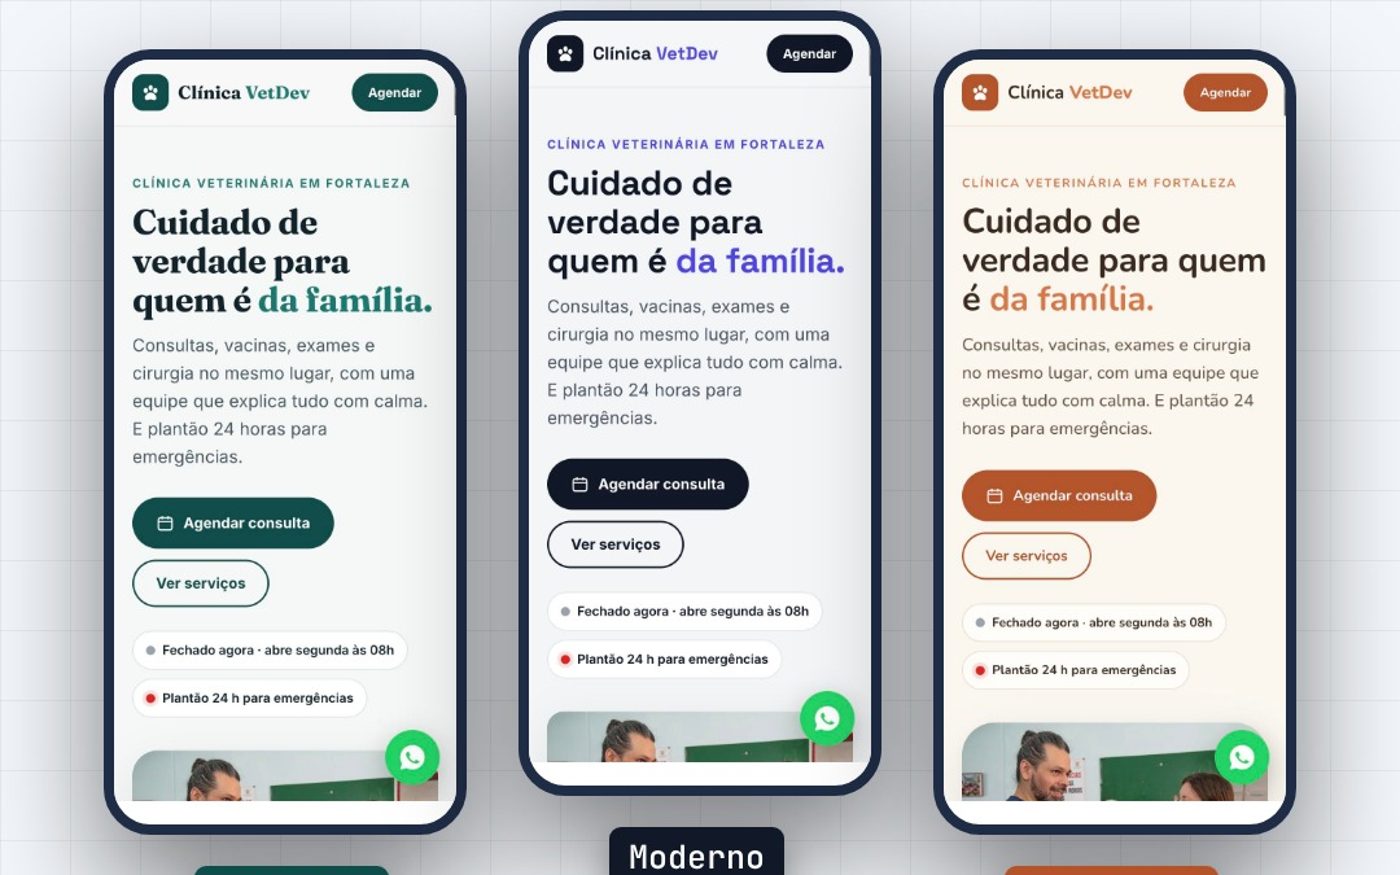 Clínica VetDev
Agendar
CLÍNICA VETERINÁRIA EM FORTALEZA
Cuidado de
verdade para
quem é da família.
Consultas, vacinas, exames e
cirurgia no mesmo lugar, com uma
equipe que explica tudo com calma.
E plantão 24 horas para
emergências.
Agendar consulta
Ver serviços
Fechado agora · abre segunda às 08h
Plantão 24 h para emergências
Clínica VetDev
Agendar
CLÍNICA VETERINÁRIA EM FORTALEZA
Cuidado de
verdade para
quem é da família.
Consultas, vacinas, exames e
cirurgia no mesmo lugar, com uma
equipe que explica tudo com calma.
E plantão 24 horas para
emergências.
Agendar consulta
Ver serviços
Fechado agora · abre segunda às 08h
Plantão 24 h para emergências
Moderno
Clínica VetDev
Agendar
CLÍNICA VETERINÁRIA EM FORTALEZA
Cuidado de
verdade para quem
é da família.
Consultas, vacinas, exames e cirurgia
no mesmo lugar, com uma equipe que
explica tudo com calma. E plantão 24
horas para emergências.
Agendar consulta
Ver serviços
Fechado agora · abre segunda às 08h
Plantão 24 h para emergências